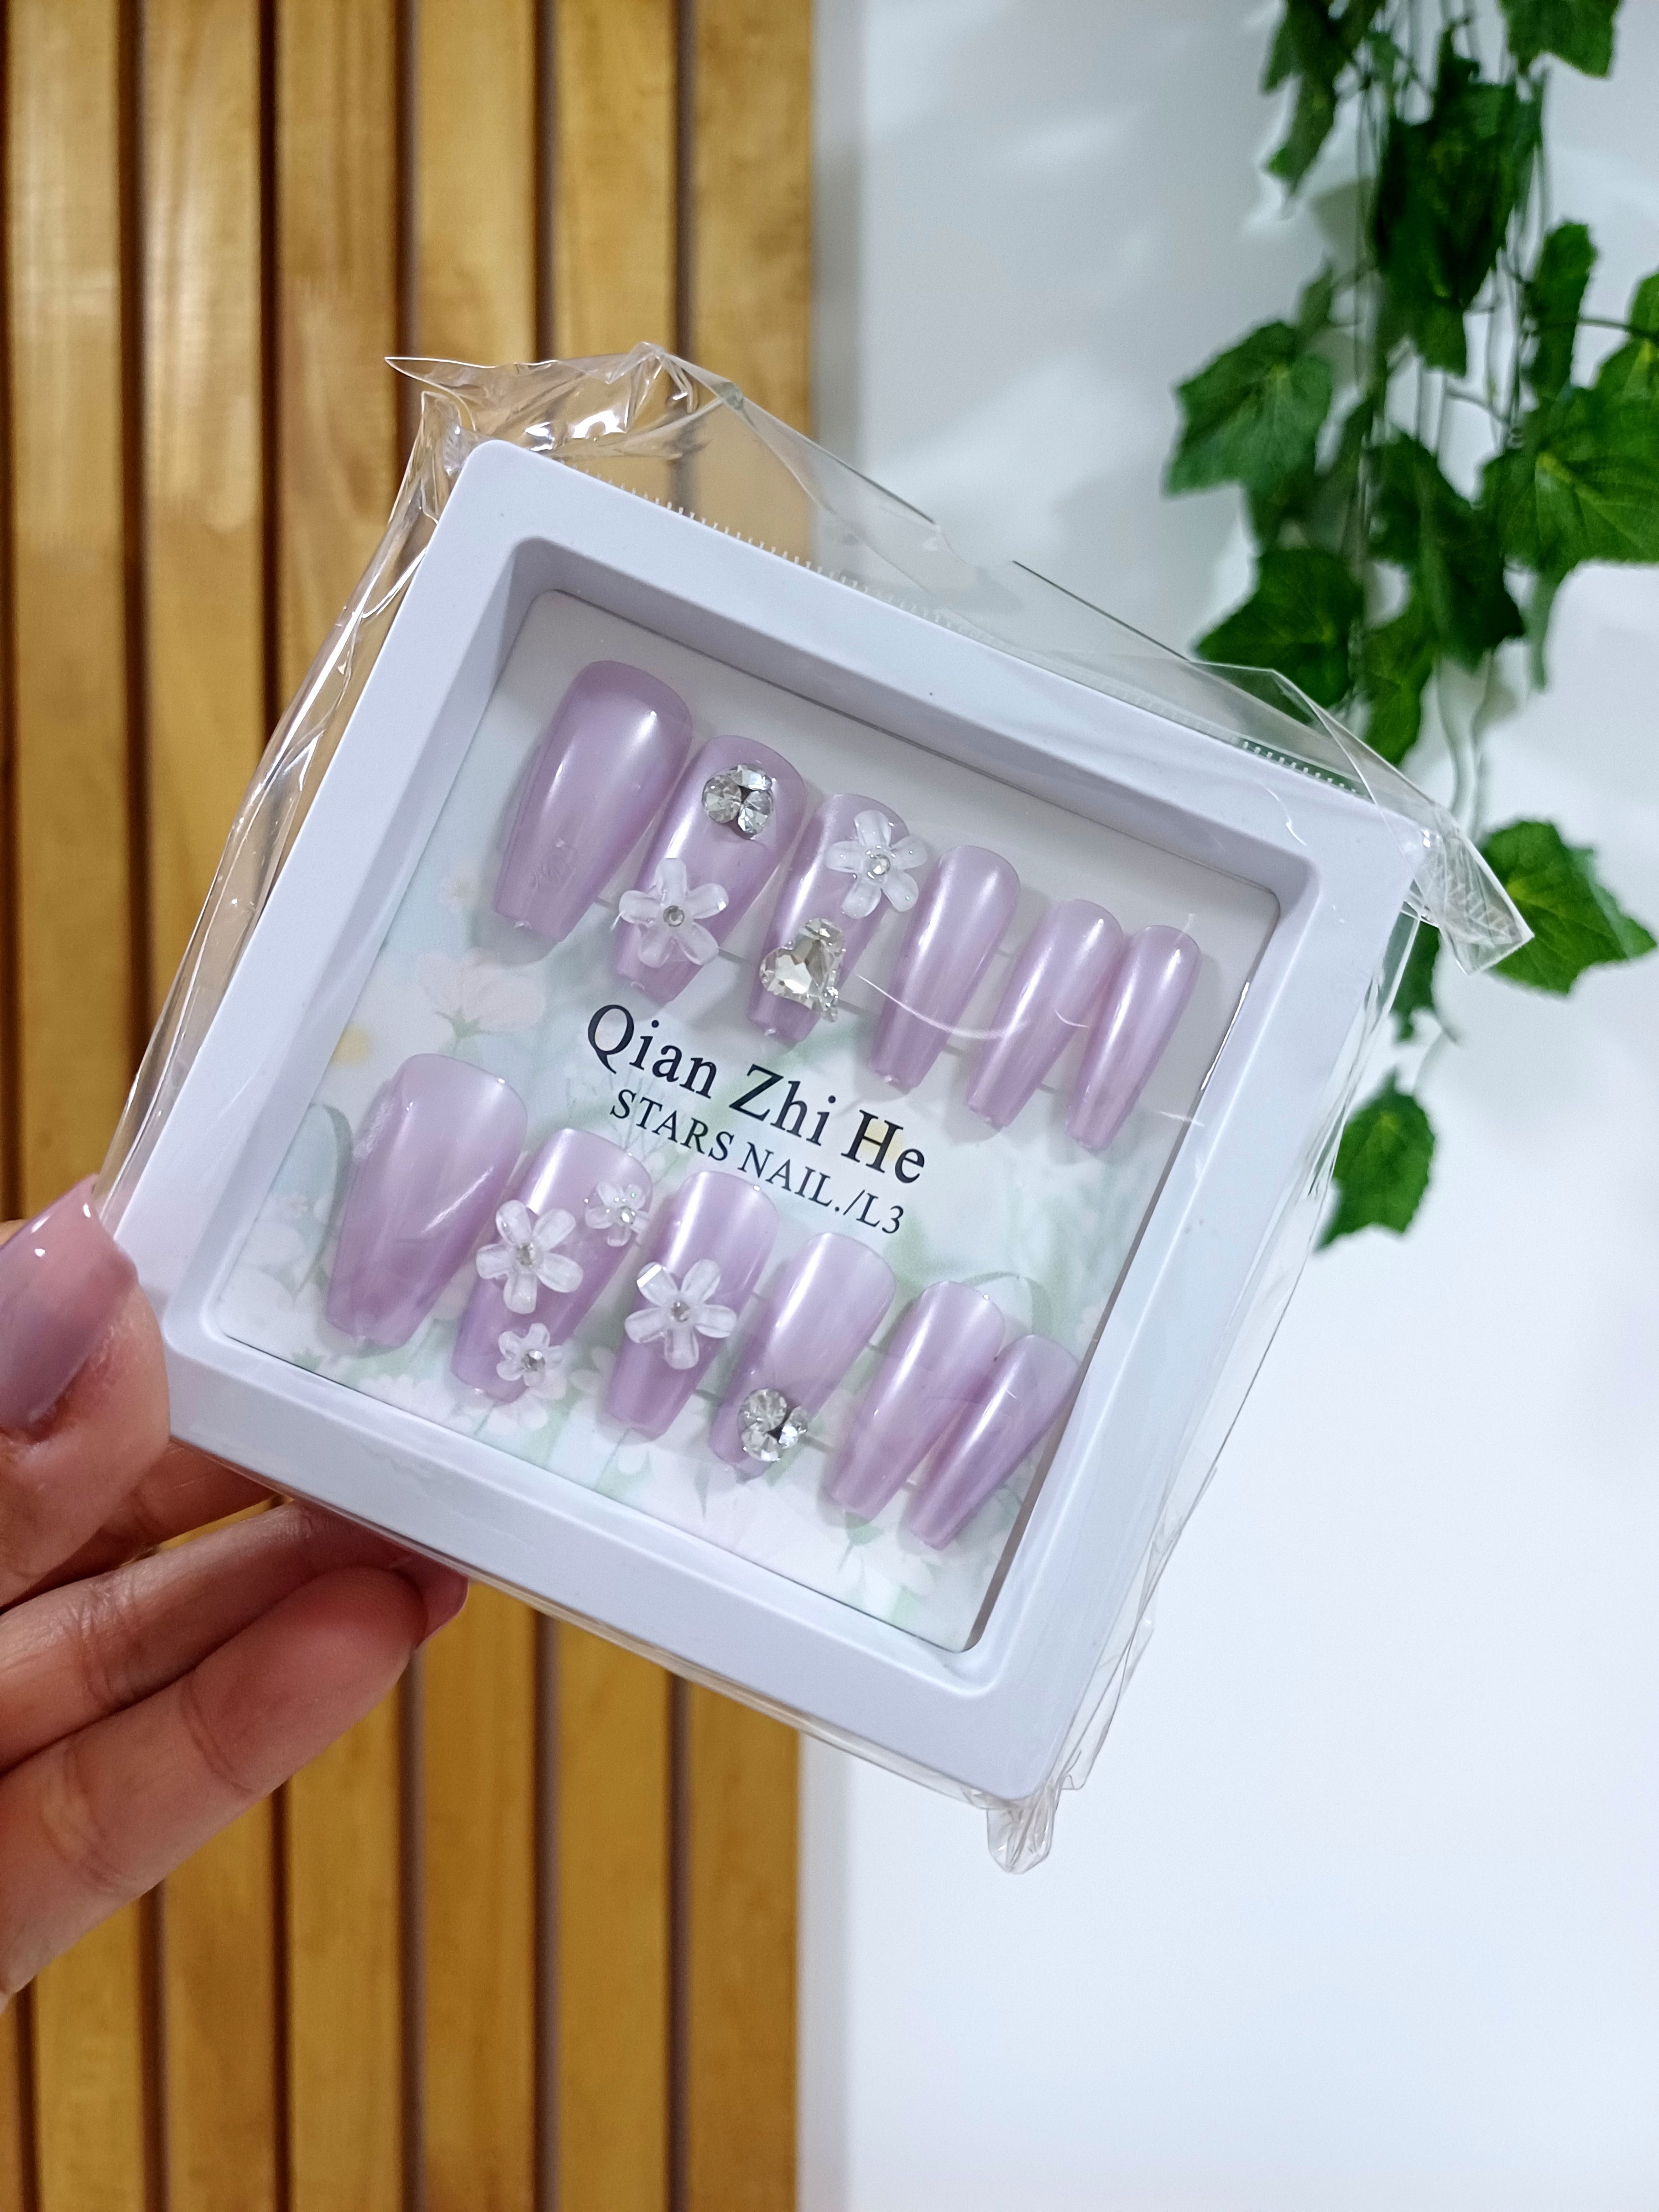 Qian Zhi He
STARS NAIL./L3